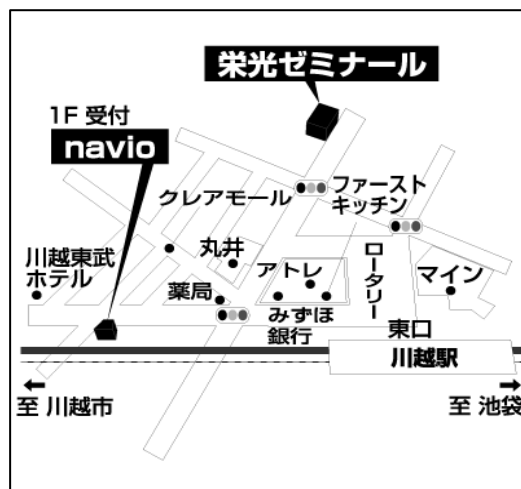 栄光ゼミナール
1F 受付
navio
クレアモール
ファースト
キッチン
川越東武
ホテル
丸井
アトレ
ロータリー
マイン
薬局
みずほ
銀行
東口
川越駅
至 川越市
至 池袋